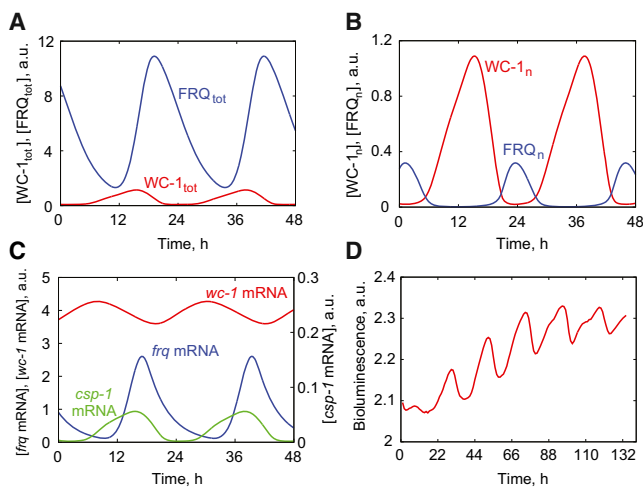 A
[WC-1tot], [FRQtot], a.u.
12
9
6
3
0
FRQtot
WC-1tot
0 12 24 36 48
Time, h
B
[WC-1n], [FRQn], a.u.
1.2
0.8
0.4
0
WC-1n
FRQn
0 12 24 36 48
Time, h
C
[frq mRNA], [wc-1 mRNA], a.u.
5
4
3
2
1
0
wc-1 mRNA
frq mRNA
csp-1
mRNA
0.3
0.2
0.1
0
[csp-1 mRNA], a.u.
0 12 24 36 48
Time, h
D
Bioluminescence, a.u.
2.4
2.3
2.2
2.1
2
0 22 44 66 88 110 132
Time, h